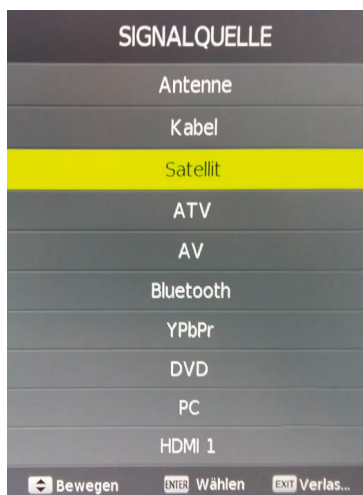 SIGNALQUELLE
Antenne
Kabel
Satellit
ATV
AV
Bluetooth
YPbPr
DVD
PC
HDMI 1
Bewegen ENTER Wählen EXIT Verlas...